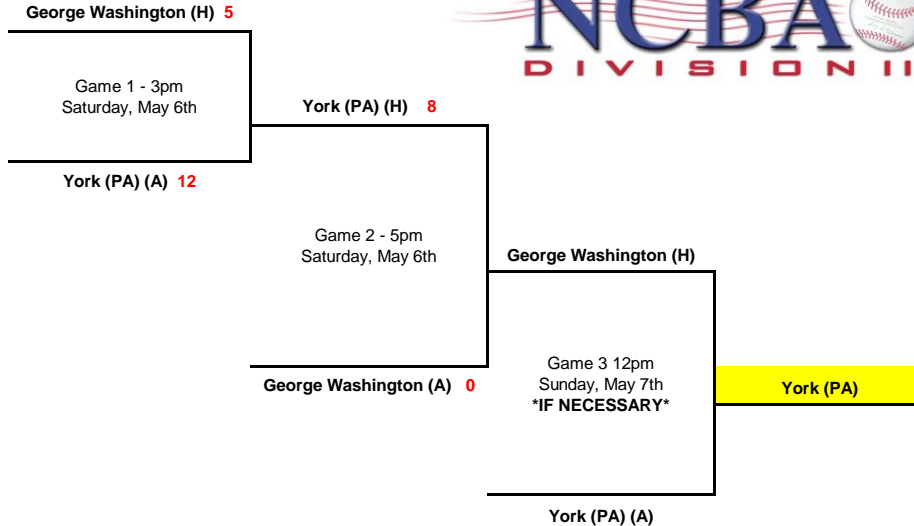 George Washington (H) 5
NCBA
DIVISION II
Game 1 - 3pm
Saturday, May 6th
York (PA) (H) 8
York (PA) (A) 12
Game 2 - 5pm
Saturday, May 6th
George Washington (H)
George Washington (A) 0
Game 3 12pm
Sunday, May 7th
*IF NECESSARY*
York (PA)
York (PA) (A)